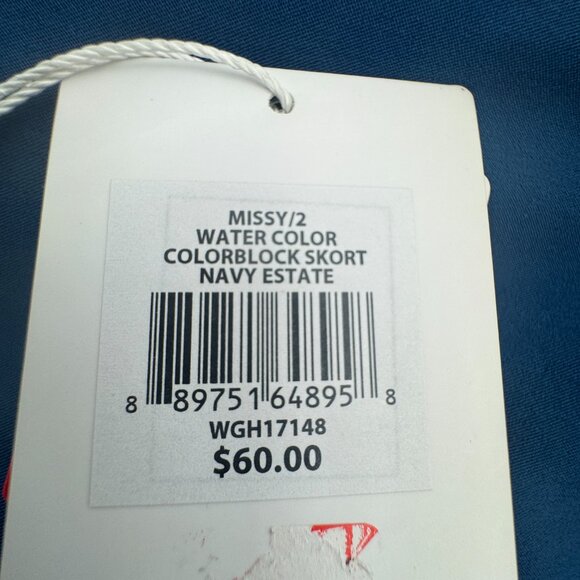 MISSY/2
WATER COLOR
COLORBLOCK SKORT
NAVY ESTATE
8 89751 64895 8
WGH17148
$60.00